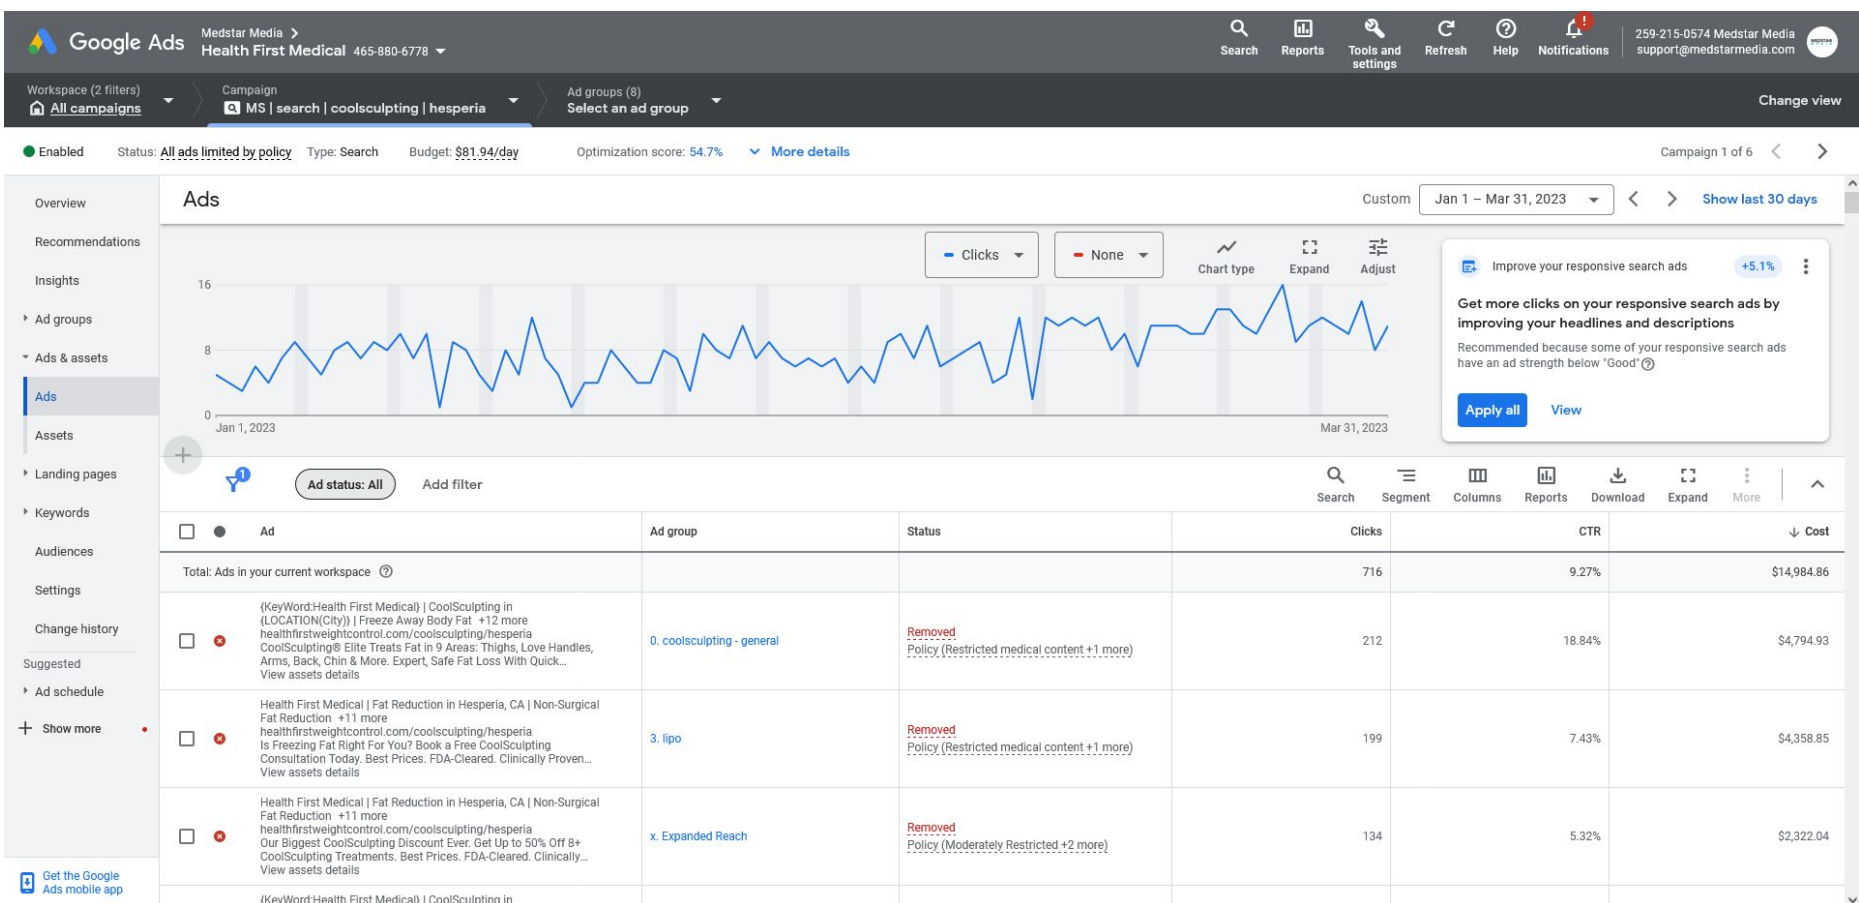 Google Ads
Medstar Media
Health First Medical 465-880-6778
Search
Reports
Tools and settings
Refresh
Help
!
Notifications
259-215-0574 Medstar Media
support@medstarmedia.com
Workspace (2 filters)
All campaigns
Campaign
MS | search | coolsculpting | hesperia
Ad groups (8)
Select an ad group
Change view
Enabled
Status: All ads limited by policy
Type: Search
Budget: $81.94/day
Optimization score: 54.7%
More details
Campaign 1 of 6
Overview
Recommendations
Insights
Ad groups
Ads & assets
Ads
Assets
Landing pages
Keywords
Audiences
Settings
Change history
Suggested
Ad schedule
Show more
Get the Google
Ads mobile app
Ads
Custom
Jan 1 – Mar 31, 2023
Show last 30 days
Clicks
None
Chart type
Expand
Adjust
16
8
0
Jan 1, 2023
Mar 31, 2023
Improve your responsive search ads
+5.1%
Get more clicks on your responsive search ads by
improving your headlines and descriptions
Recommended because some of your responsive search ads
have an ad strength below "Good"
Apply all
View
1
Ad status: All
Add filter
Search
Segment
Columns
Reports
Download
Expand
More
Ad
Ad group
Status
Clicks
CTR
Cost
Total: Ads in your current workspace
716
9.27%
$14,984.86
{KeyWord:Health First Medical} | CoolSculpting in
{LOCATION(City)} | Freeze Away Body Fat +12 more
healthfirstweightcontrol.com/coolsculpting/hesperia
CoolSculpting® Elite Treats Fat in 9 Areas: Thighs, Love Handles,
Arms, Back, Chin & More. Expert, Safe Fat Loss With Quick...
View assets details
0. coolsculpting - general
Removed
Policy (Restricted medical content +1 more)
212
18.84%
$4,794.93
Health First Medical | Fat Reduction in Hesperia, CA | Non-Surgical
Fat Reduction +11 more
healthfirstweightcontrol.com/coolsculpting/hesperia
Is Freezing Fat Right For You? Book a Free CoolSculpting
Consultation Today. Best Prices. FDA-Cleared. Clinically Proven...
View assets details
3. lipo
Removed
Policy (Restricted medical content +1 more)
199
7.43%
$4,358.85
Health First Medical | Fat Reduction in Hesperia, CA | Non-Surgical
Fat Reduction +11 more
healthfirstweightcontrol.com/coolsculpting/hesperia
Our Biggest CoolSculpting Discount Ever. Get Up to 50% Off 8+
CoolSculpting Treatments. Best Prices. FDA-Cleared. Clinically...
View assets details
x. Expanded Reach
Removed
Policy (Moderately Restricted +2 more)
134
5.32%
$2,322.04
{KeyWord:Health First Medical} | CoolSculpting in